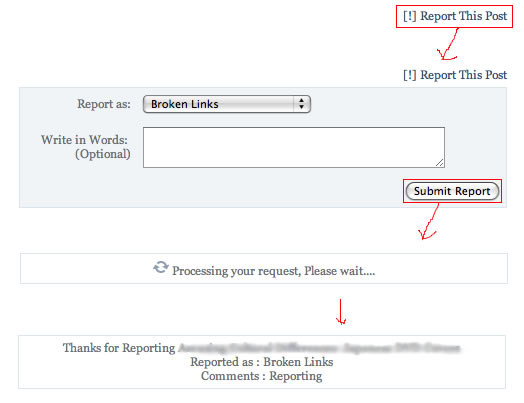 [!] Report This Post
[!] Report This Post
Report as: Broken Links
Write in Words:
(Optional)
Submit Report
Processing your request, Please wait....
Thanks for Reporting
Reported as : Broken Links
Comments : Reporting